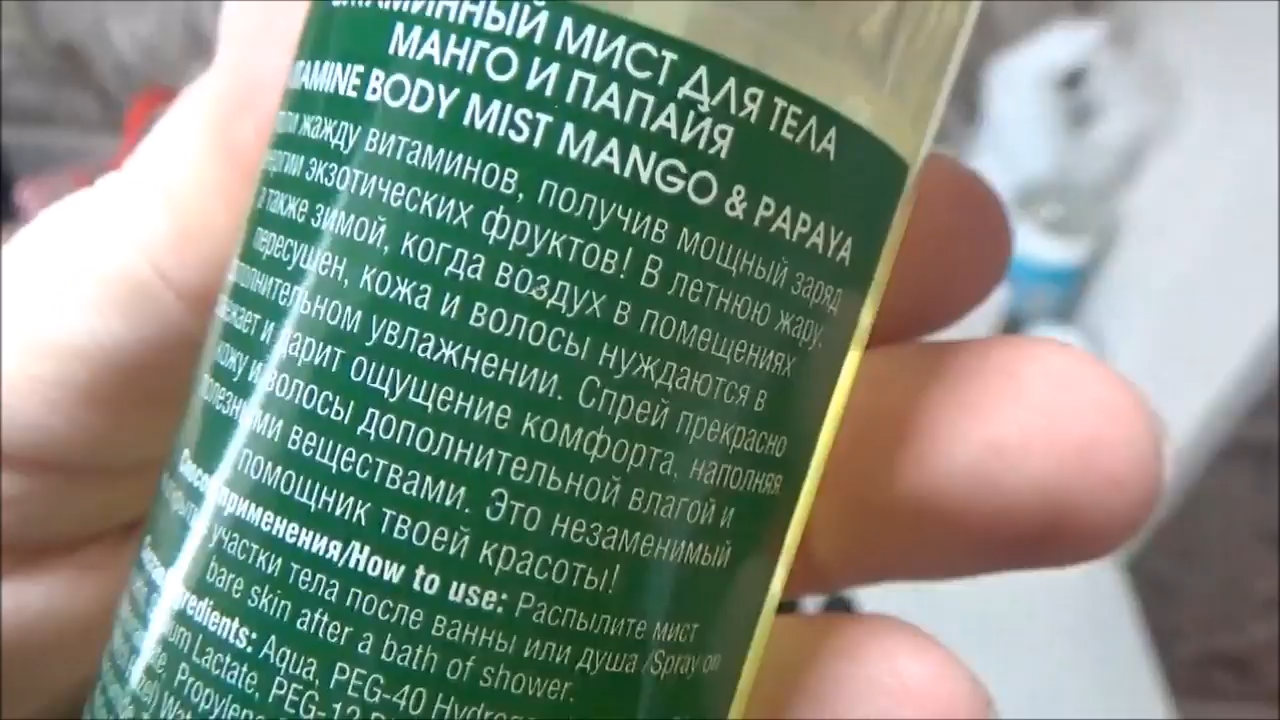 МИСТ ДЛЯ ТЕЛА
МАНГО И ПАПАЙЯ
BODY MIST MANGO & PAPAYA
жажду витаминов, получив мощный заряд
экзотических фруктов! В летнюю жару,
а также зимой, когда воздух в помещениях
пересушен, кожа и волосы нуждаются в
дополнительном увлажнении. Спрей прекрасно
и дарит ощущение комфорта, наполняя
кожу и волосы дополнительной влагой и
полезными веществами. Это незаменимый
помощник твоей красоты!
применения/How to use: Распылите мист
участки тела после ванны или душа /Spray on
bare skin after a bath of shower.
Aqua, PEG-40
Lactate, PEG-12